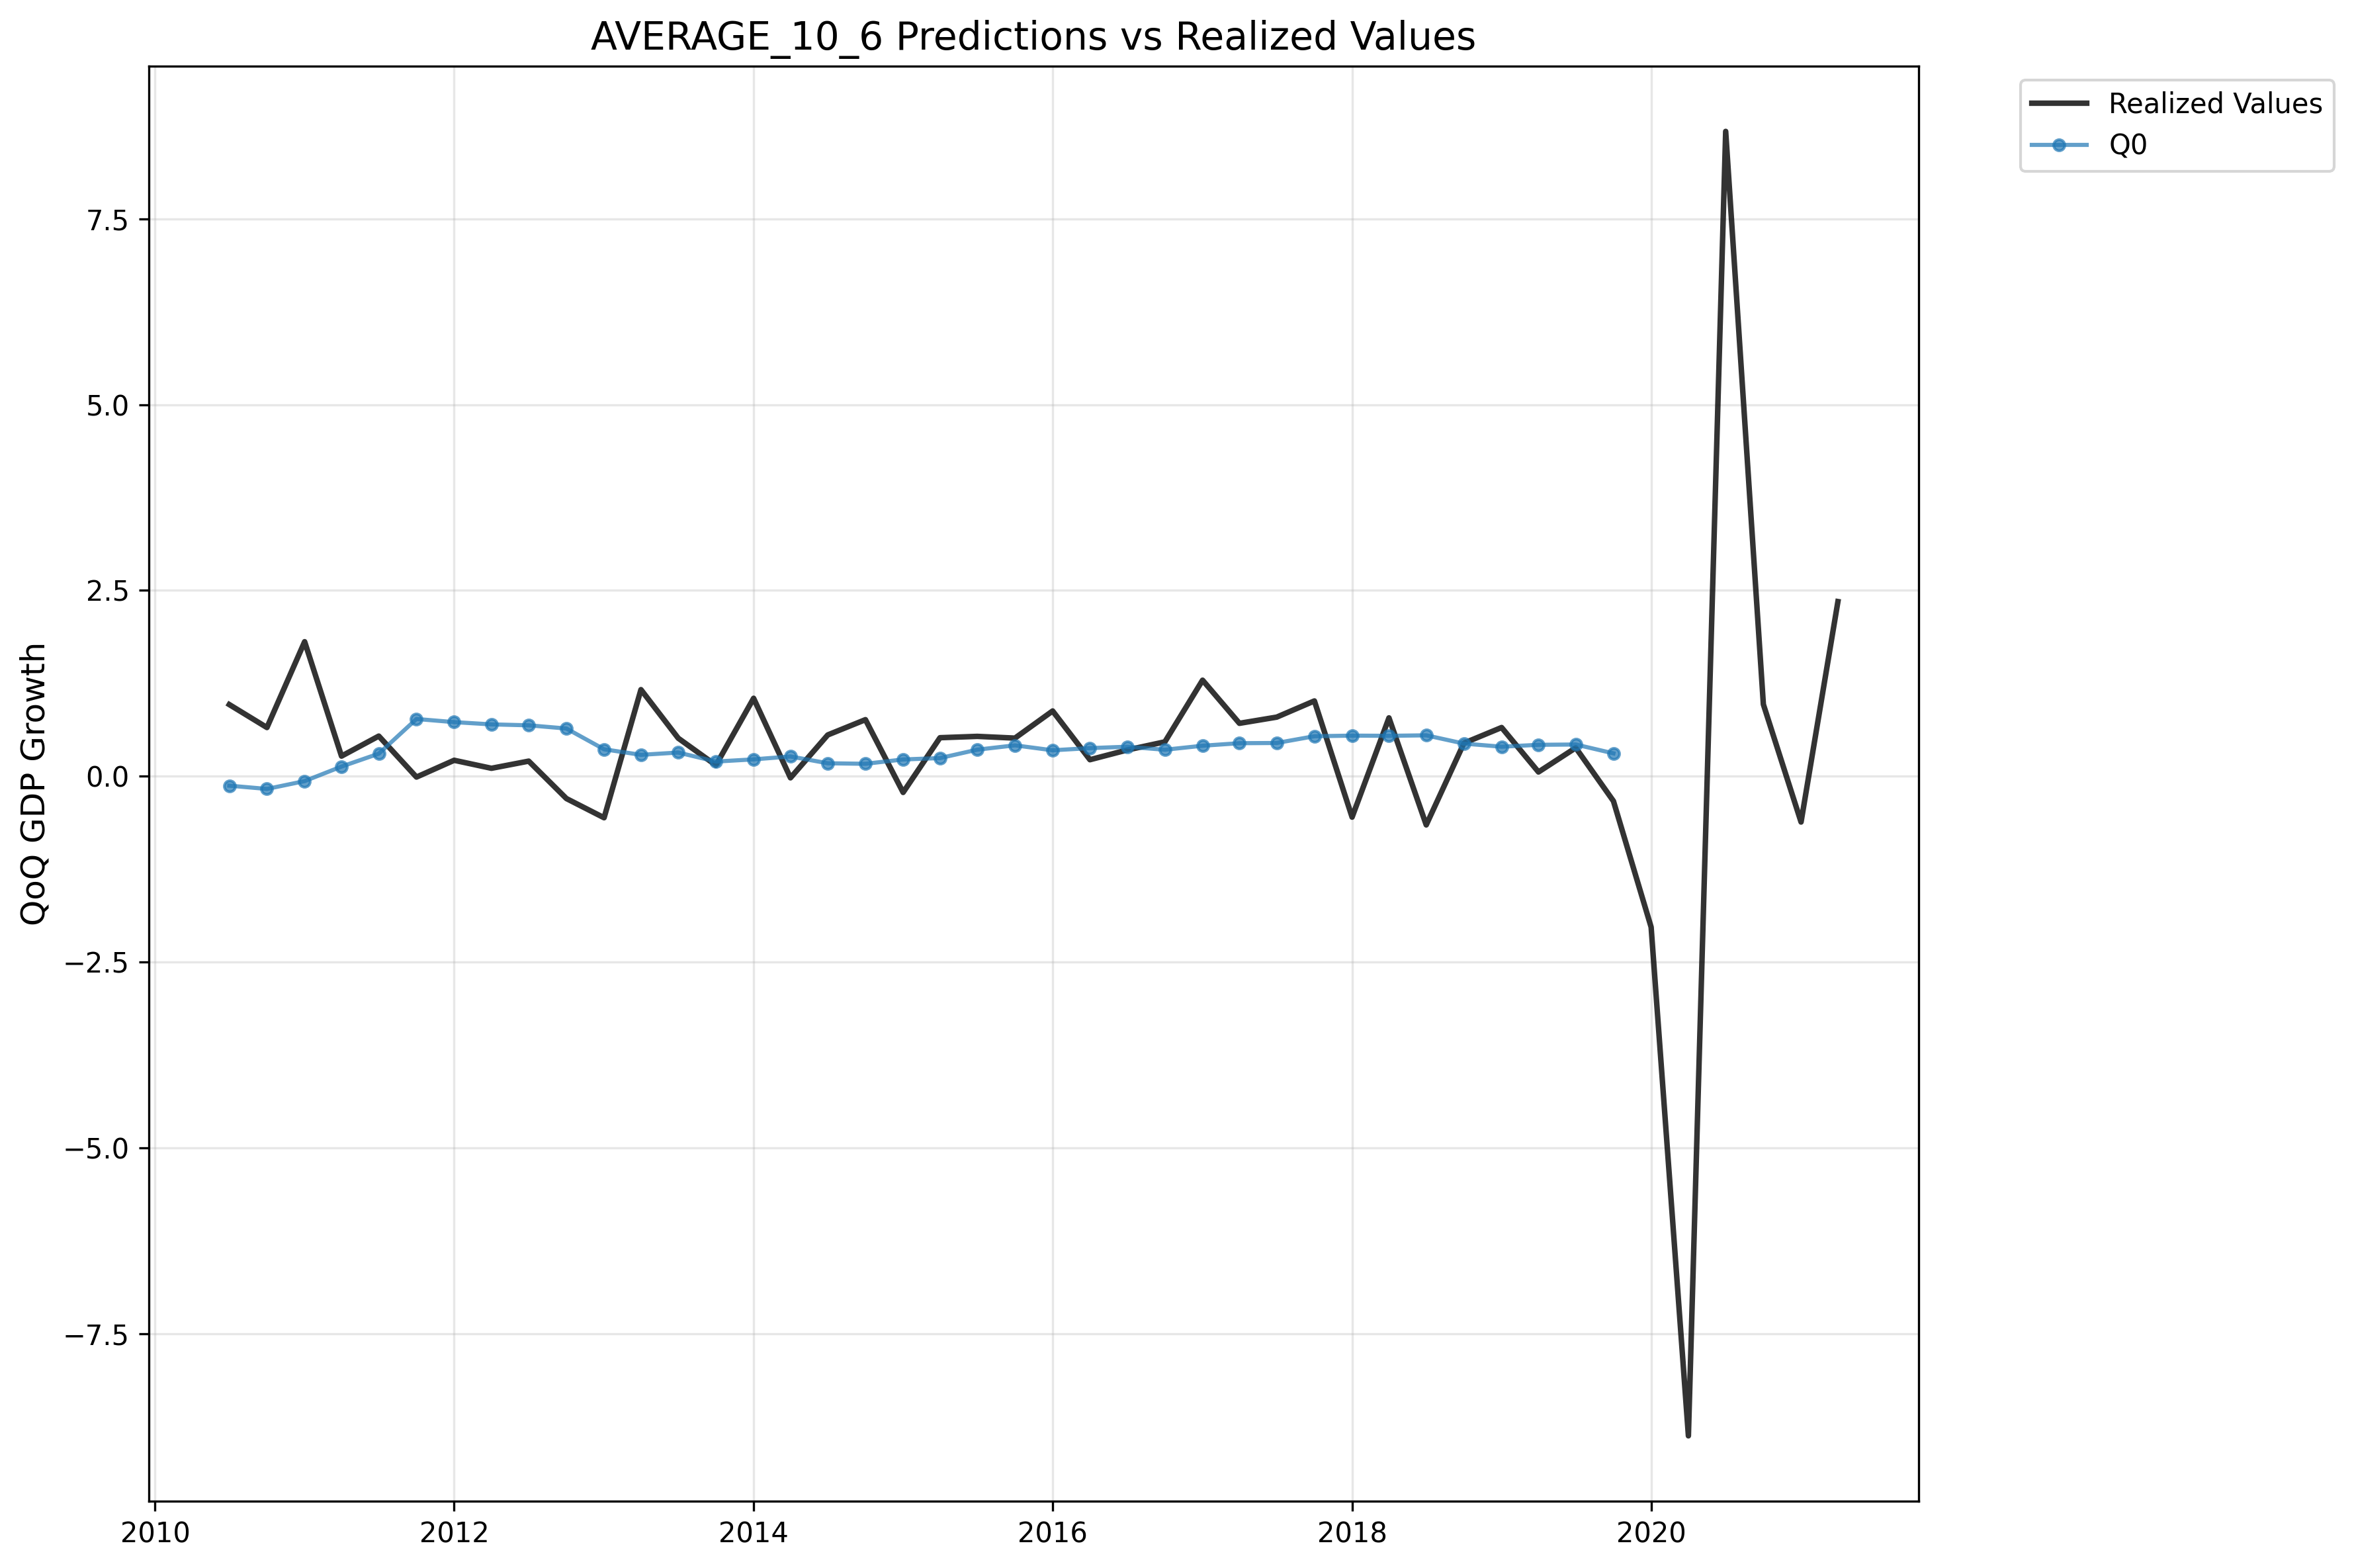 AVERAGE_10_6 Predictions vs Realized Values
Realized Values
Q0
QoQ GDP Growth
7.5
5.0
2.5
0.0
−2.5
−5.0
−7.5
2010 2012 2014 2016 2018 2020